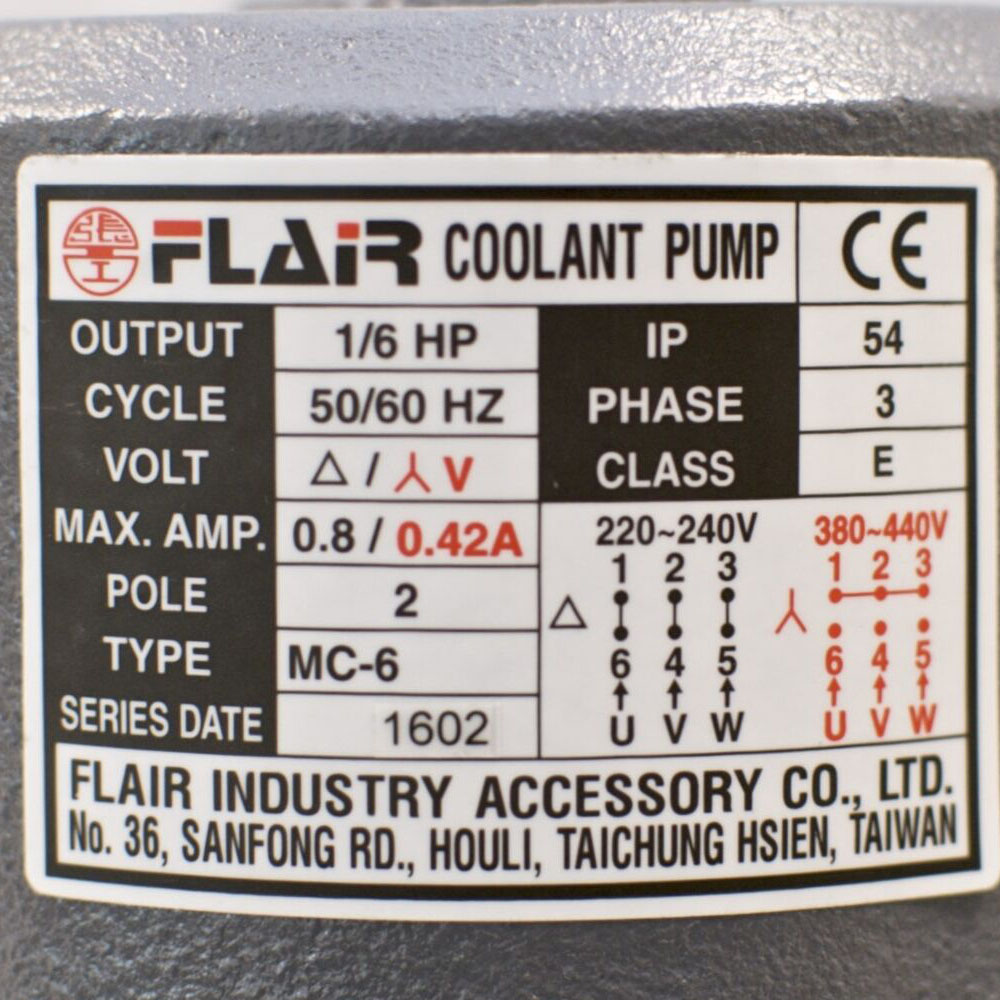 FLAIR COOLANT PUMP CE
OUTPUT 1/6 HP IP 54
CYCLE 50/60 HZ PHASE 3
VOLT △ / 人 V CLASS E
MAX. AMP. 0.8 / 0.42A
POLE 2
TYPE MC-6
SERIES DATE 1602
220~240V 380~440V
1 2 3 1 2 3
△ 人
6 4 5 6 4 5
U V W U V W
FLAIR INDUSTRY ACCESSORY CO., LTD.
No. 36, SANFONG RD., HOULI, TAICHUNG HSIEN, TAIWAN